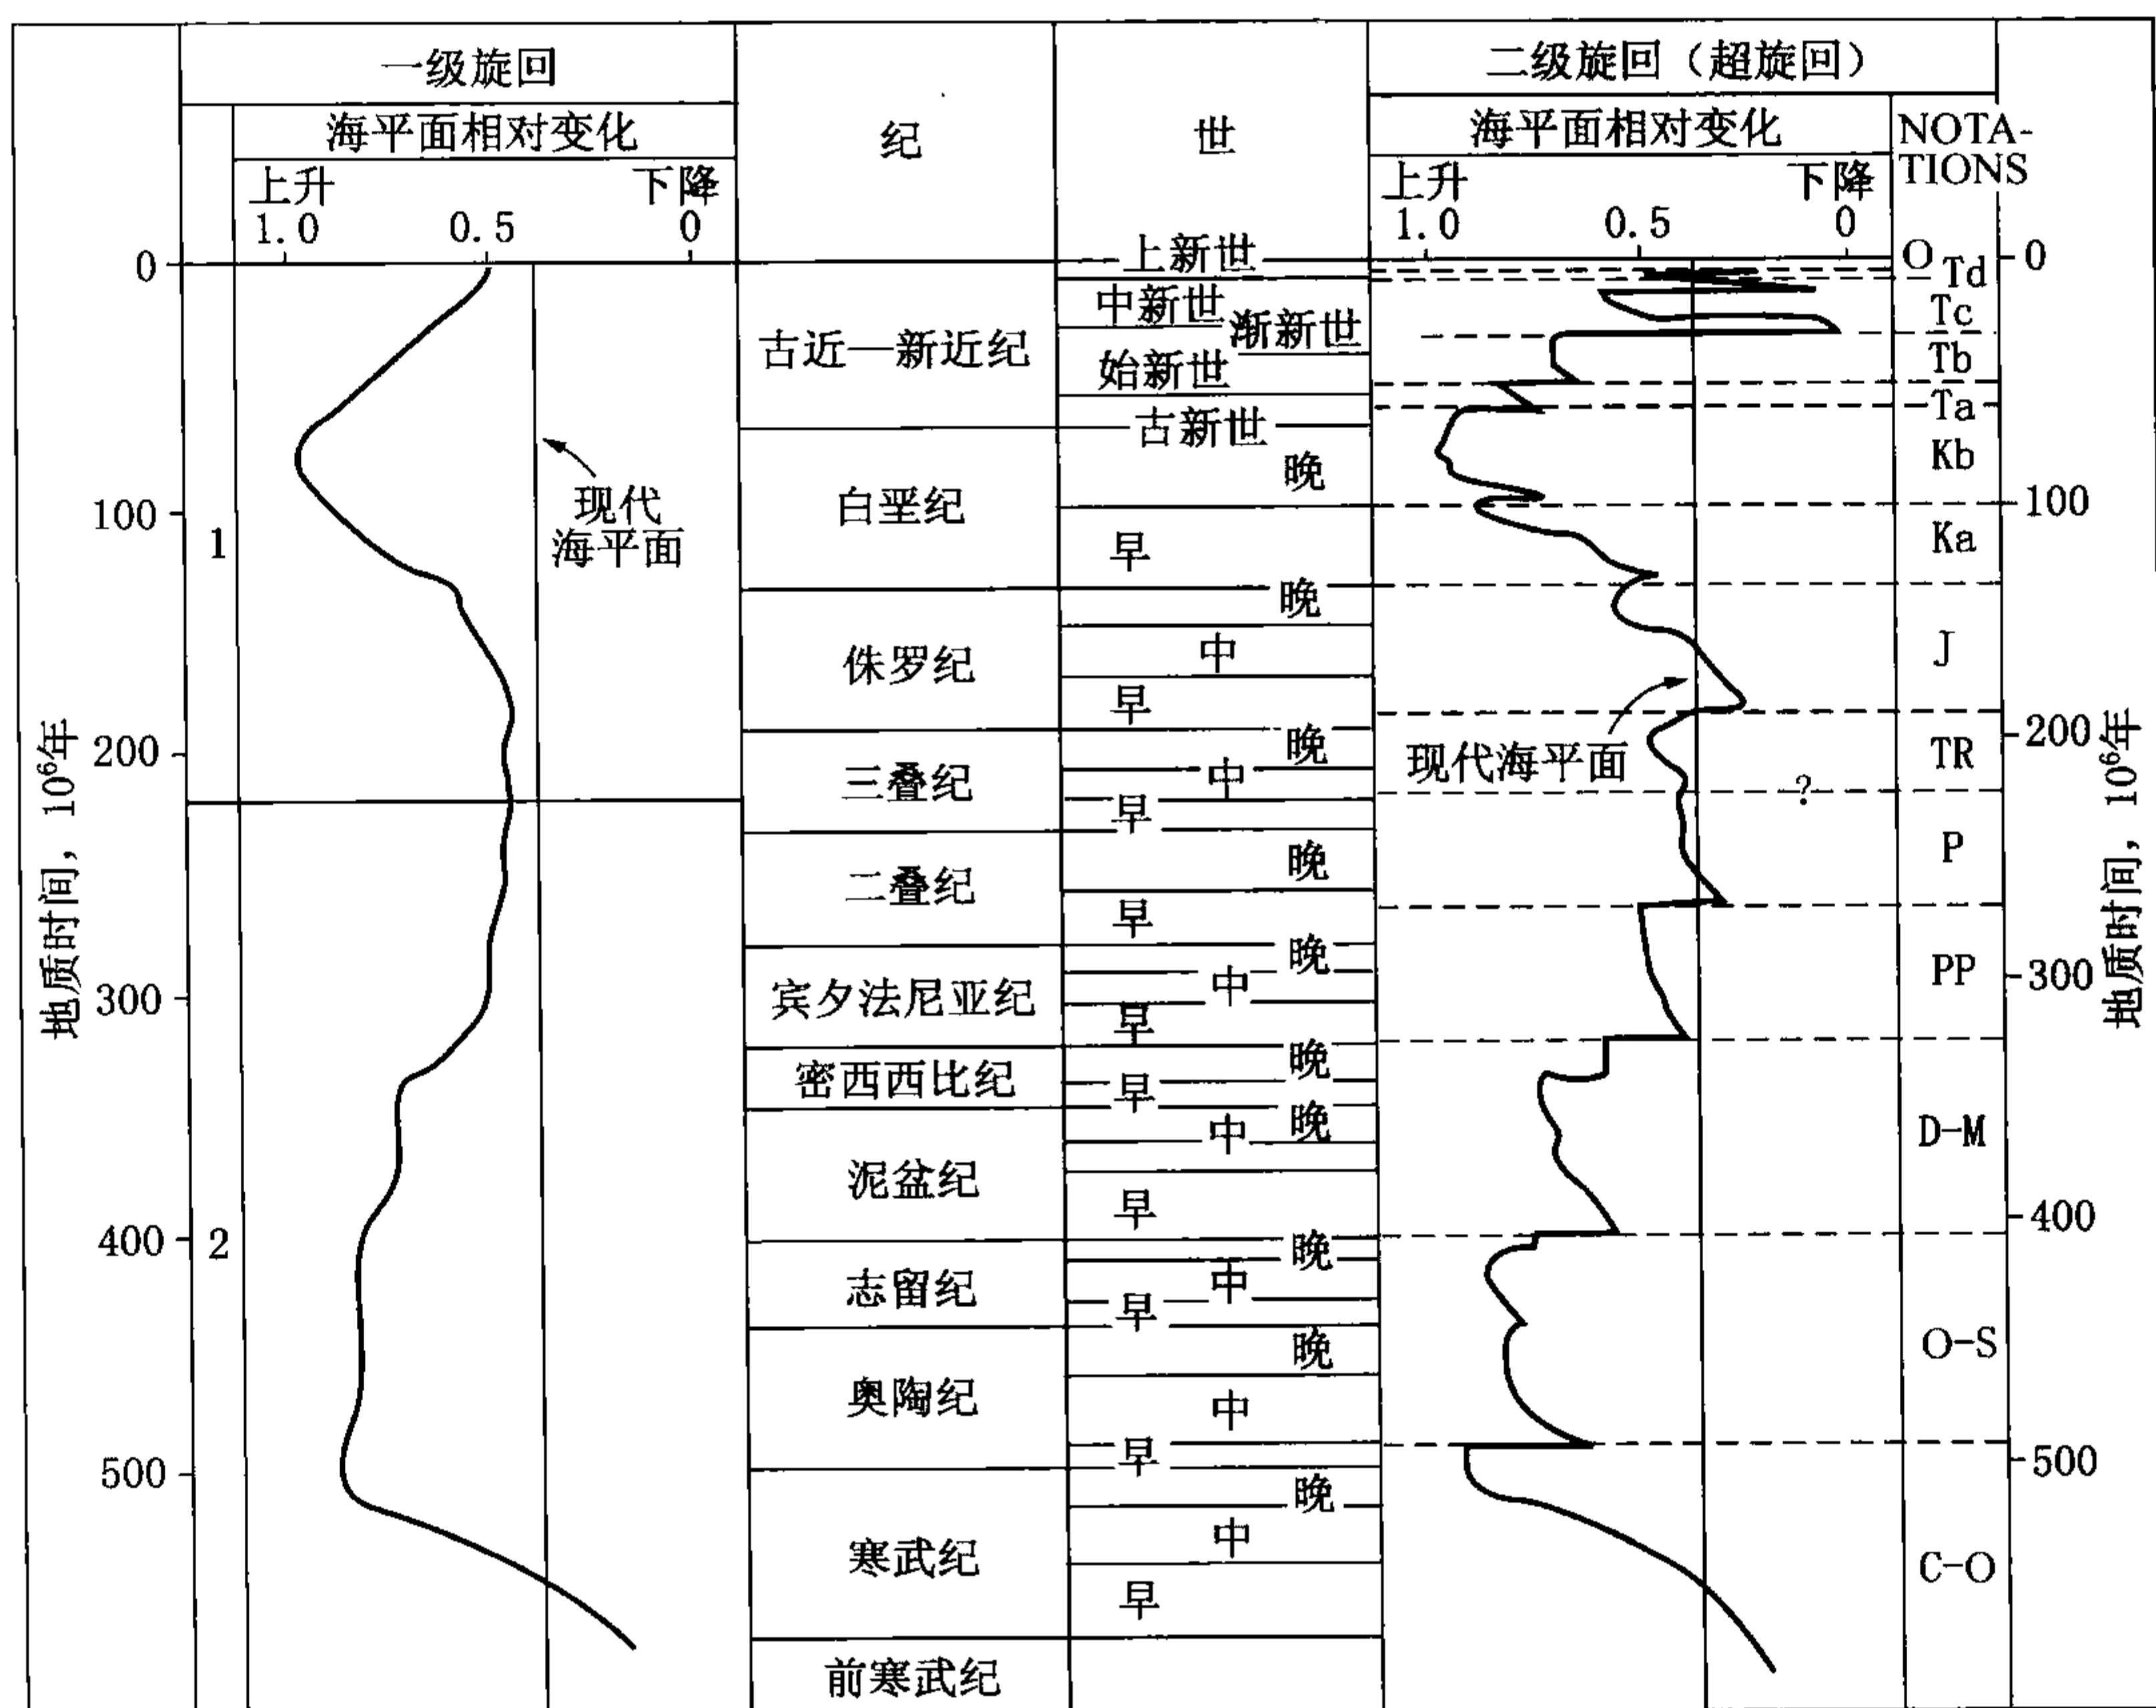 一级旋回
二级旋回（超旋回）
海平面相对变化
纪
世
海平面相对变化
NOTA-
TIONS
上升
下降
上升
下降
1.0
0.5
0
1.0
0.5
0
0
上新世
O
Td
0
中新世
Tc
古近—新近纪
渐新世
始新世
Tb
Ta
古新世
晚
Kb
现代
海平面
100
1
白垩纪
早
Ka
100
晚
侏罗纪
中
J
早
现代海平面
200
三叠纪
晚
中
早
TR
?
200
二叠纪
晚
早
P
地质时间，10⁶年
地质时间，10⁶年
300
宾夕法尼亚纪
晚
中
早
PP
300
密西西比纪
晚
早
泥盆纪
晚
中
早
D-M
400
2
400
志留纪
晚
中
早
O-S
奥陶纪
晚
中
早
500
500
寒武纪
晚
中
早
C-O
前寒武纪